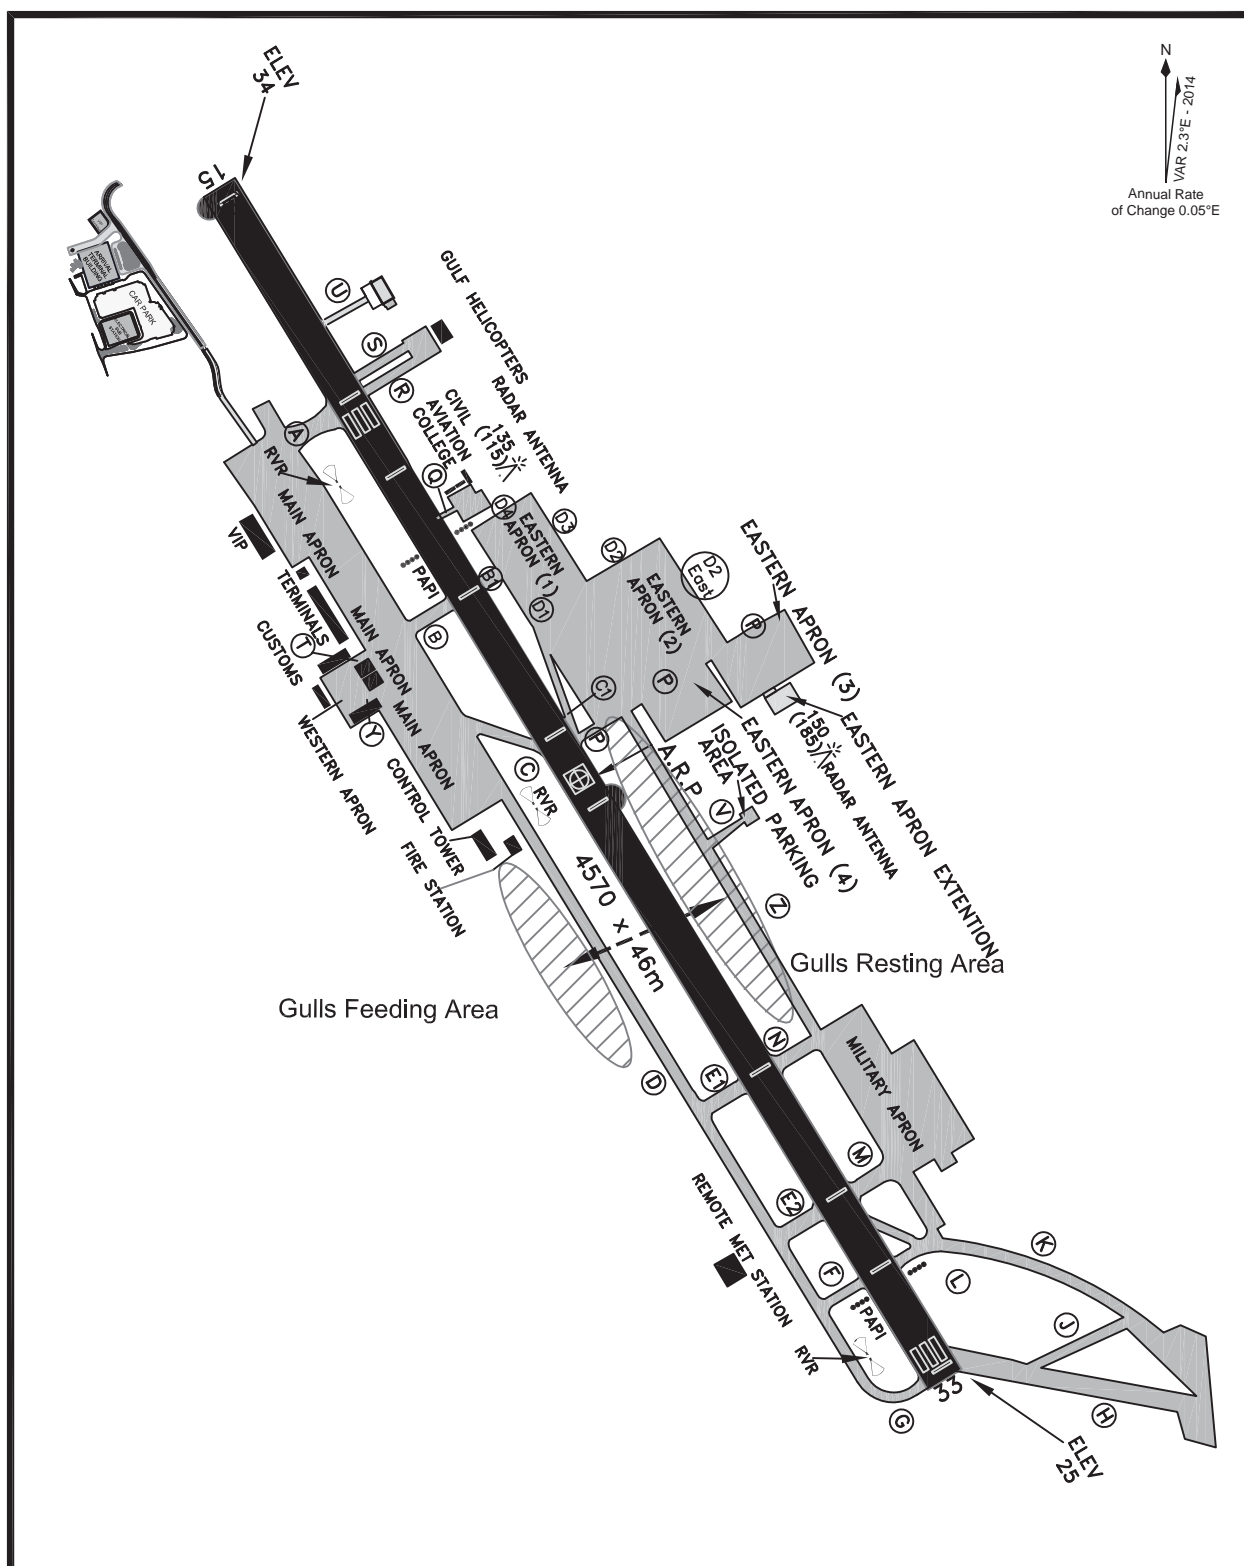 ELEV
34
N
VAR 2.3°E - 2014
Annual Rate
of Change 0.05°E
15
ARRIVAL
TERMINAL
BUILDING
CAR PARK
U
S
R
GULF HELICOPTERS
RADAR ANTENNA
135
(115)
CIVIL
AVIATION
COLLEGE
A
RVR
Q
D4
D3
D2
D2
East
MAIN APRON
VIP
EASTERN
APRON (1)
EASTERN
APRON (2)
EASTERN APRON (3)
P
PAPI
B1
D1
B
TERMINALS
T
CUSTOMS
MAIN APRON
MAIN APRON
WESTERN APRON
Y
C1
P
P
A.R.P
EASTERN APRON (4)
ISOLATED PARKING
AREA
150
(185)
RADAR ANTENNA
EASTERN APRON EXTENTION
C
RVR
V
CONTROL TOWER
FIRE STATION
4570 x 46m
Z
Gulls Resting Area
Gulls Feeding Area
D
E1
N
MILITARY APRON
M
E2
REMOTE MET STATION
F
K
L
J
PAPI
RVR
33
G
H
ELEV
25